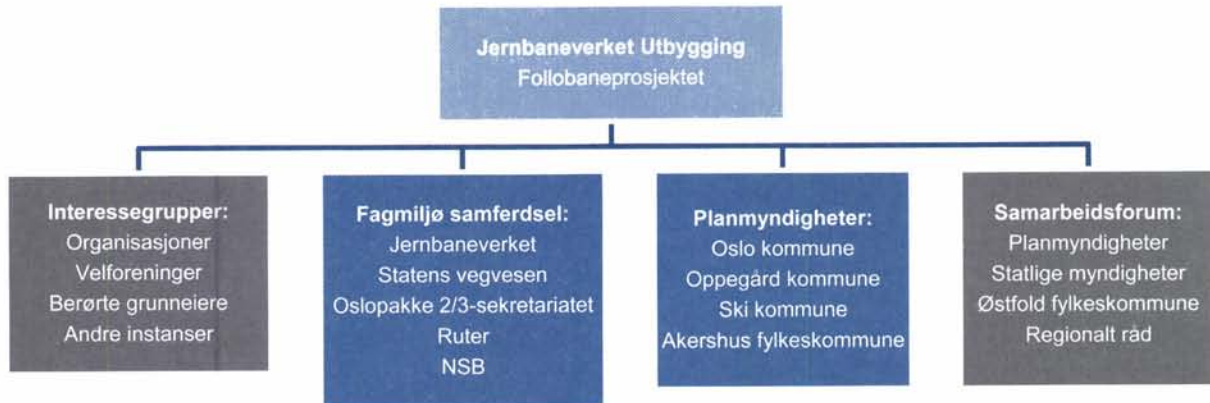 Jernbaneverket Utbygging
Follobaneprosjektet
Interessegrupper:
Organisasjoner
Velforeninger
Berørte grunneiere
Andre instanser
Fagmiljø samferdsel:
Jernbaneverket
Statens vegvesen
Oslopakke 2/3-sekretariatet
Ruter
NSB
Planmyndigheter:
Oslo kommune
Oppegård kommune
Ski kommune
Akershus fylkeskommune
Samarbeidsforum:
Planmyndigheter
Statlige myndigheter
Østfold fylkeskommune
Regionalt råd